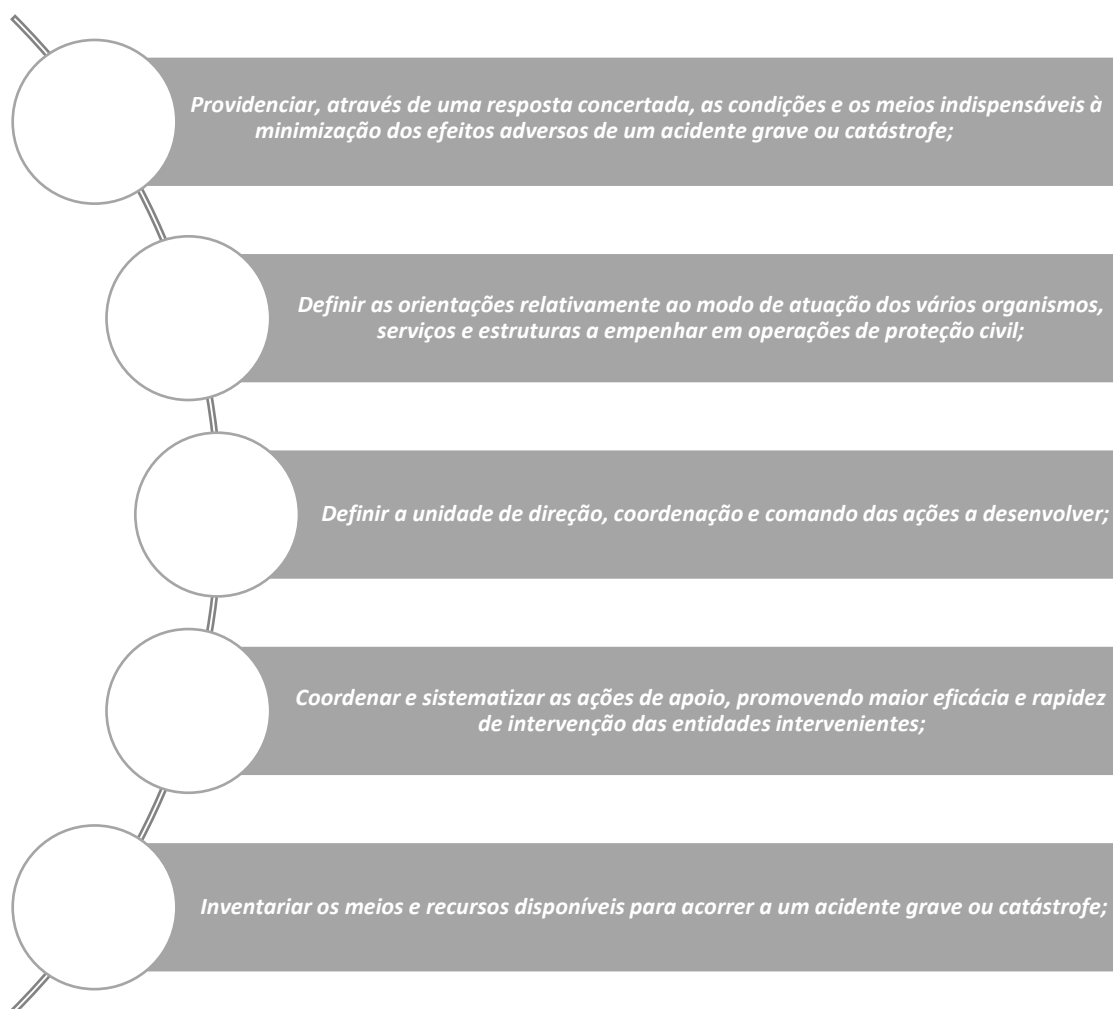 Providenciar, através de uma resposta concertada, as condições e os meios indispensáveis à
minimização dos efeitos adversos de um acidente grave ou catástrofe;
Definir as orientações relativamente ao modo de atuação dos vários organismos,
serviços e estruturas a empenhar em operações de proteção civil;
Definir a unidade de direção, coordenação e comando das ações a desenvolver;
Coordenar e sistematizar as ações de apoio, promovendo maior eficácia e rapidez
de intervenção das entidades intervenientes;
Inventariar os meios e recursos disponíveis para acorrer a um acidente grave ou catástrofe;